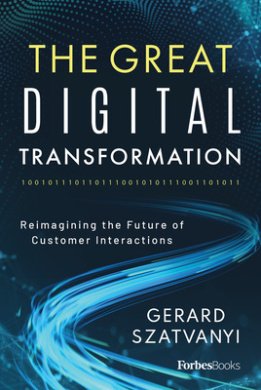 THE GREAT
DIGITAL
TRANSFORMATION
Reimagining the Future of
Customer Interactions
GERARD
SZATVANYI
ForbesBooks